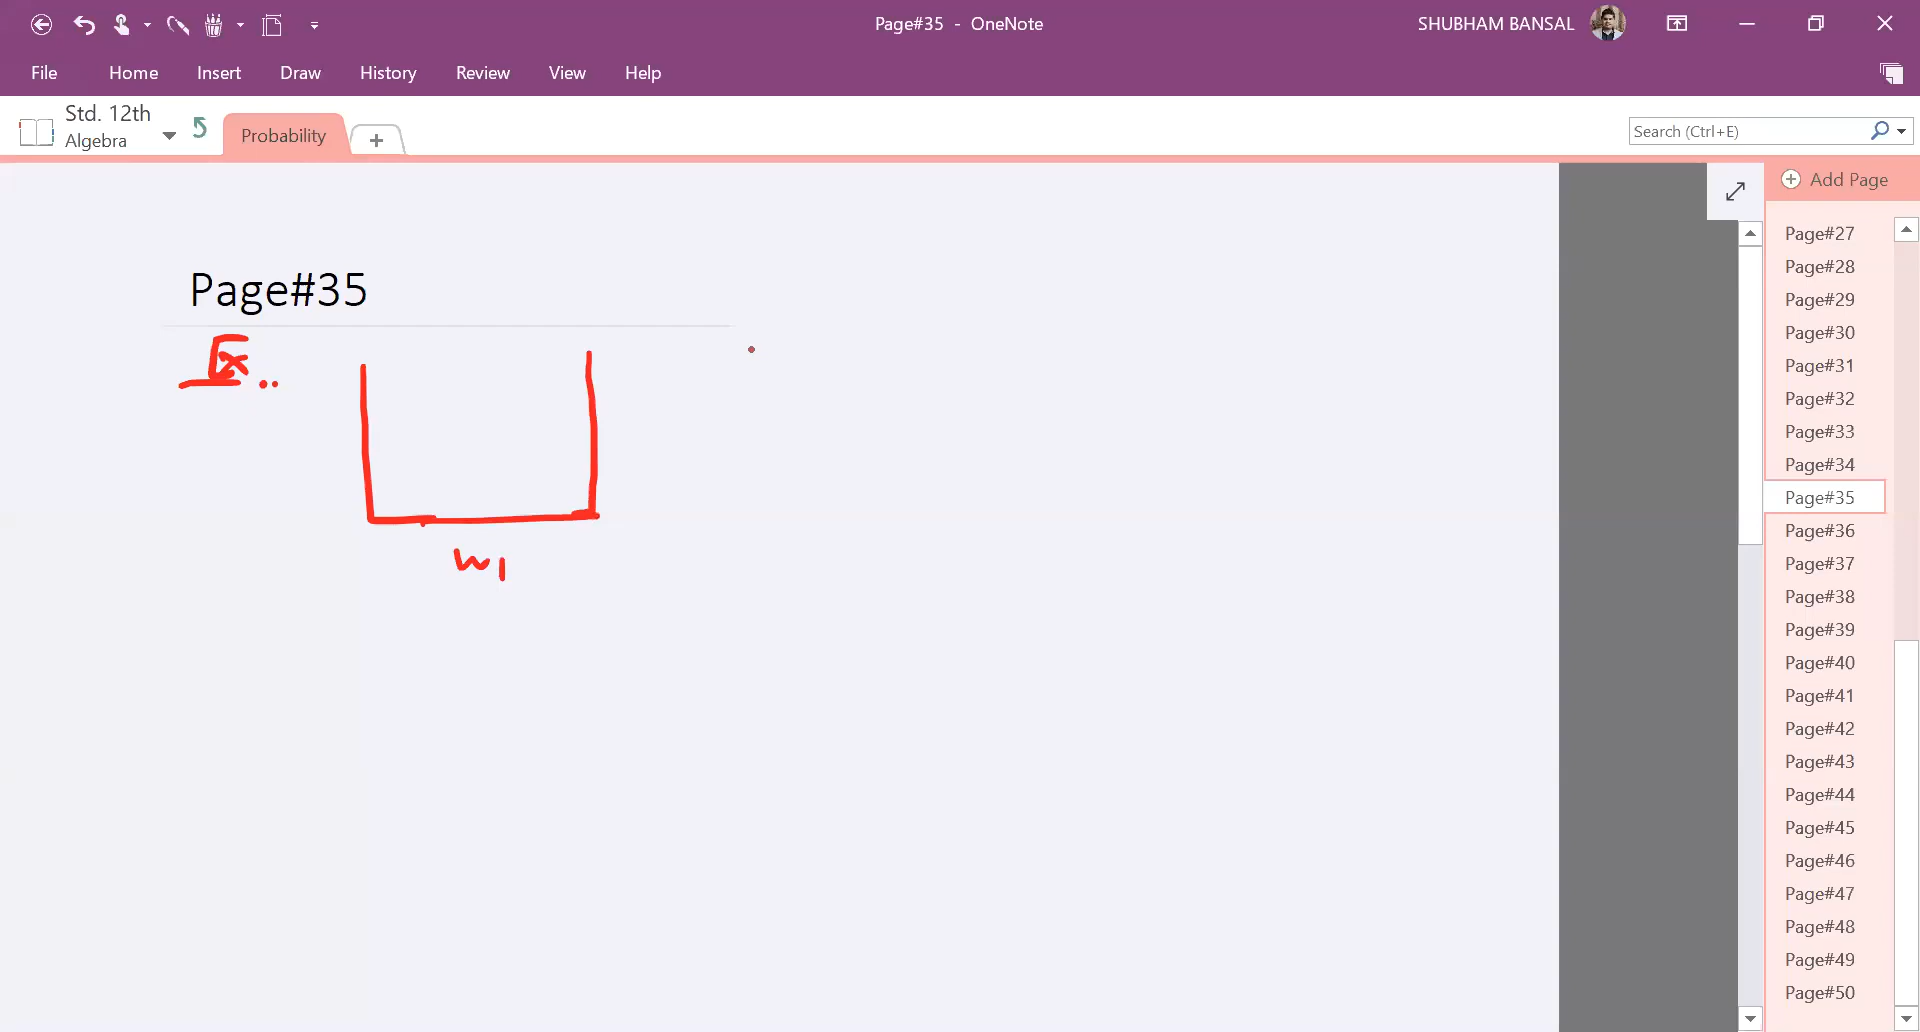 Page#35 - OneNote
SHUBHAM BANSAL
File Home Insert Draw History Review View Help
Std. 12th
Algebra
Probability
Search (Ctrl+E)
Add Page
Page#35
Ex..
W1
Page#27
Page#28
Page#29
Page#30
Page#31
Page#32
Page#33
Page#34
Page#35
Page#36
Page#37
Page#38
Page#39
Page#40
Page#41
Page#42
Page#43
Page#44
Page#45
Page#46
Page#47
Page#48
Page#49
Page#50